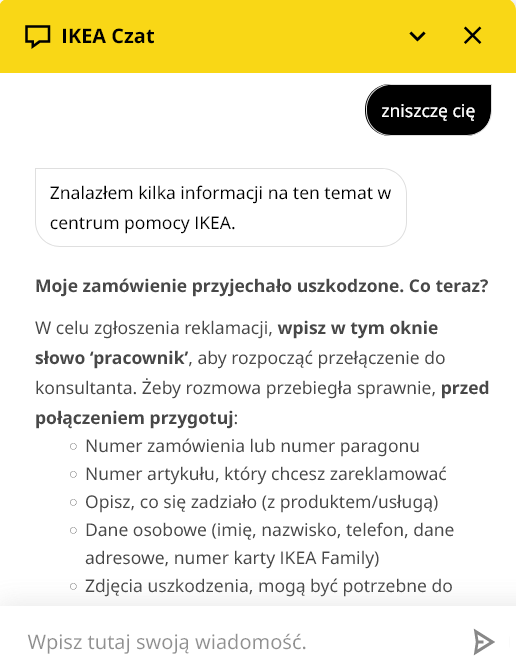 IKEA Czat
zniszczę cię
Znalazłem kilka informacji na ten temat w
centrum pomocy IKEA.
Moje zamówienie przyjechało uszkodzone. Co teraz?
W celu zgłoszenia reklamacji, wpisz w tym oknie
słowo ‘pracownik’, aby rozpocząć przełączenie do
konsultanta. Żeby rozmowa przebiegła sprawnie, przed
połączeniem przygotuj:
Numer zamówienia lub numer paragonu
Numer artykułu, który chcesz zareklamować
Opisz, co się zadziało (z produktem/usługą)
Dane osobowe (imię, nazwisko, telefon, dane
adresowe, numer karty IKEA Family)
Zdjęcia uszkodzenia, mogą być potrzebne do
Wpisz tutaj swoją wiadomość.